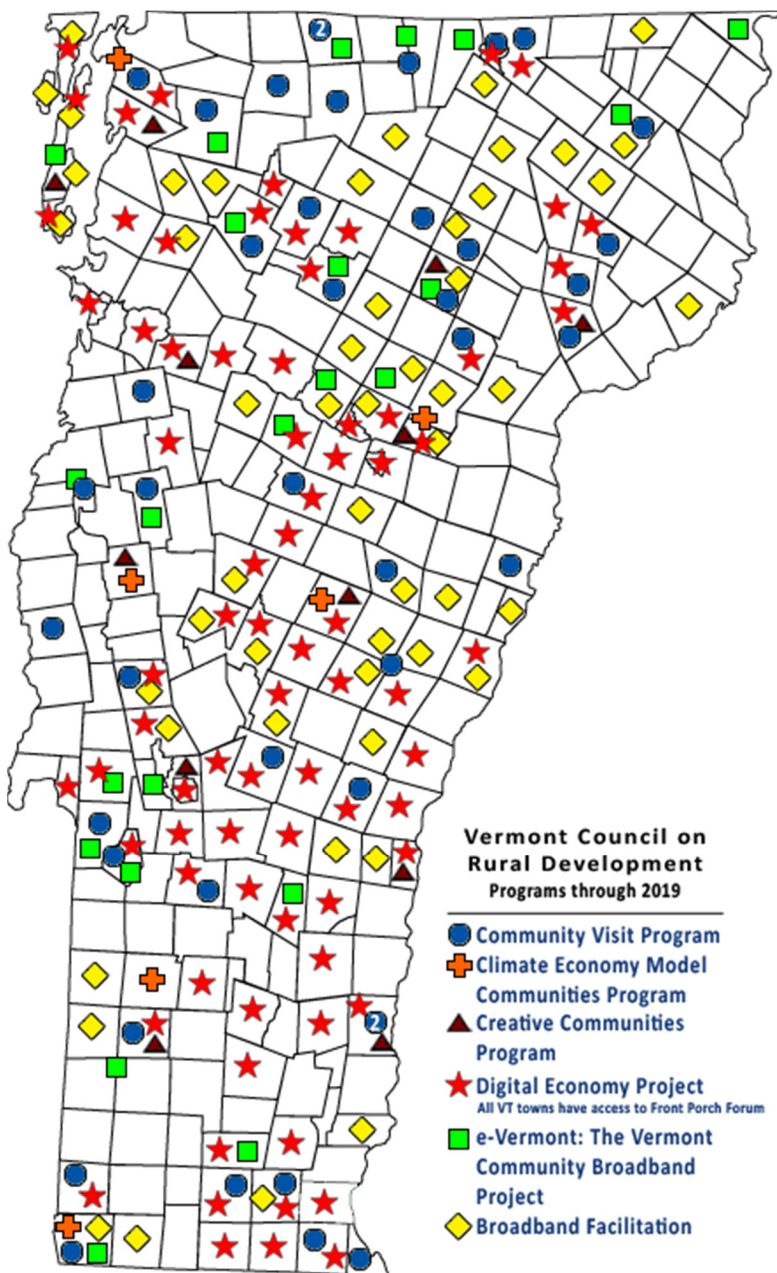 2
2
Vermont Council on
Rural Development
Programs through 2019
Community Visit Program
Climate Economy Model
Communities Program
Creative Communities
Program
Digital Economy Project
All VT towns have access to Front Porch Forum
e-Vermont: The Vermont
Community Broadband
Project
Broadband Facilitation